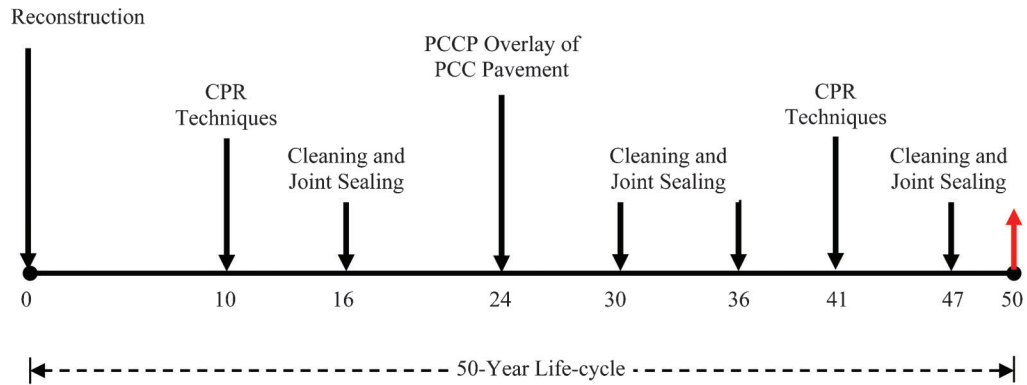 Reconstruction
PCCP Overlay of
PCC Pavement
CPR
Techniques
CPR
Techniques
Cleaning and
Joint Sealing
Cleaning and
Joint Sealing
Cleaning and
Joint Sealing
0 10 16 24 30 36 41 47 50
50-Year Life-cycle